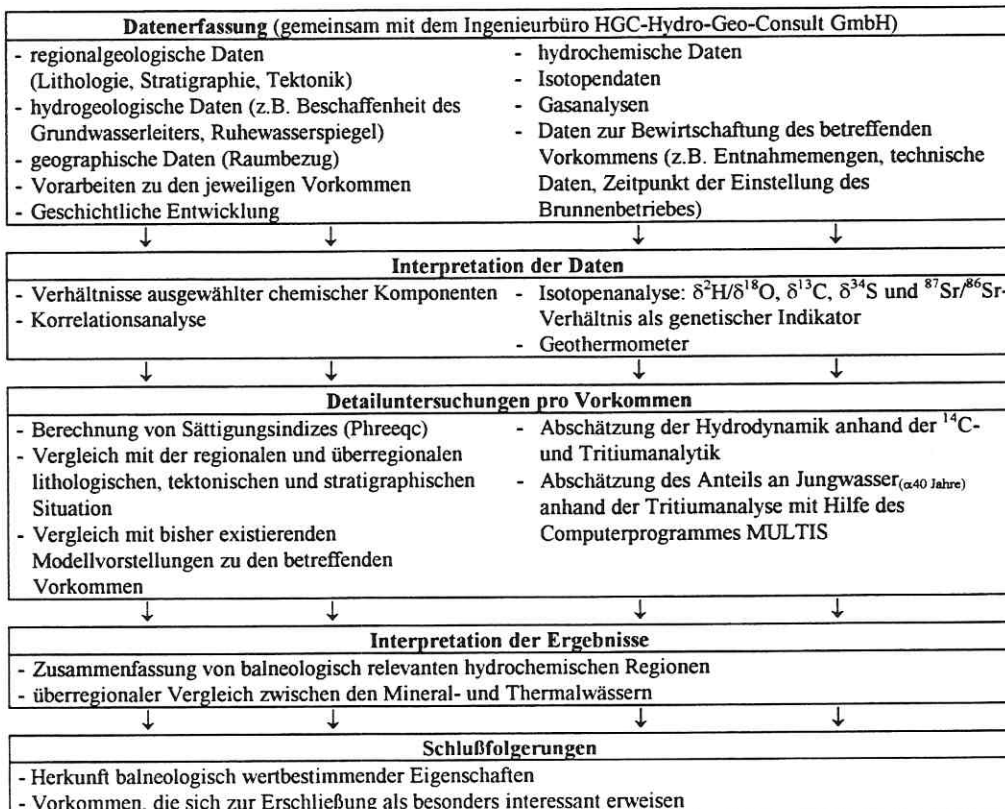 Datenerfassung (gemeinsam mit dem Ingenieurbüro HGC-Hydro-Geo-Consult GmbH)
- regionalgeologische Daten
(Lithologie, Stratigraphie, Tektonik)
- hydrogeologische Daten (z.B. Beschaffenheit des
Grundwasserleiters, Ruhewasserspiegel)
- geographische Daten (Raumbezug)
- Vorarbeiten zu den jeweiligen Vorkommen
- Geschichtliche Entwicklung
- hydrochemische Daten
- Isotopendaten
- Gasanalysen
- Daten zur Bewirtschaftung des betreffenden
Vorkommens (z.B. Entnahmemengen, technische
Daten, Zeitpunkt der Einstellung des
Brunnenbetriebes)
↓ ↓ ↓ ↓
Interpretation der Daten
- Verhältnisse ausgewählter chemischer Komponenten
- Korrelationsanalyse
- Isotopenanalyse: δ²H/δ¹⁸O, δ¹³C, δ³⁴S und ⁸⁷Sr/⁸⁶Sr-
Verhältnis als genetischer Indikator
- Geothermometer
↓ ↓ ↓ ↓
Detailuntersuchungen pro Vorkommen
- Berechnung von Sättigungsindizes (Phreeqc)
- Vergleich mit der regionalen und überregionalen
lithologischen, tektonischen und stratigraphischen
Situation
- Vergleich mit bisher existierenden
Modellvorstellungen zu den betreffenden
Vorkommen
- Abschätzung der Hydrodynamik anhand der ¹⁴C-
und Tritiumanalytik
- Abschätzung des Anteils an Jungwasser(α40 Jahre)
anhand der Tritiumanalyse mit Hilfe des
Computerprogrammes MULTIS
↓ ↓ ↓ ↓
Interpretation der Ergebnisse
- Zusammenfassung von balneologisch relevanten hydrochemischen Regionen
- überregionaler Vergleich zwischen den Mineral- und Thermalwässern
↓ ↓ ↓ ↓
Schlußfolgerungen
- Herkunft balneologisch wertbestimmender Eigenschaften
- Vorkommen, die sich zur Erschließung als besonders interessant erweisen